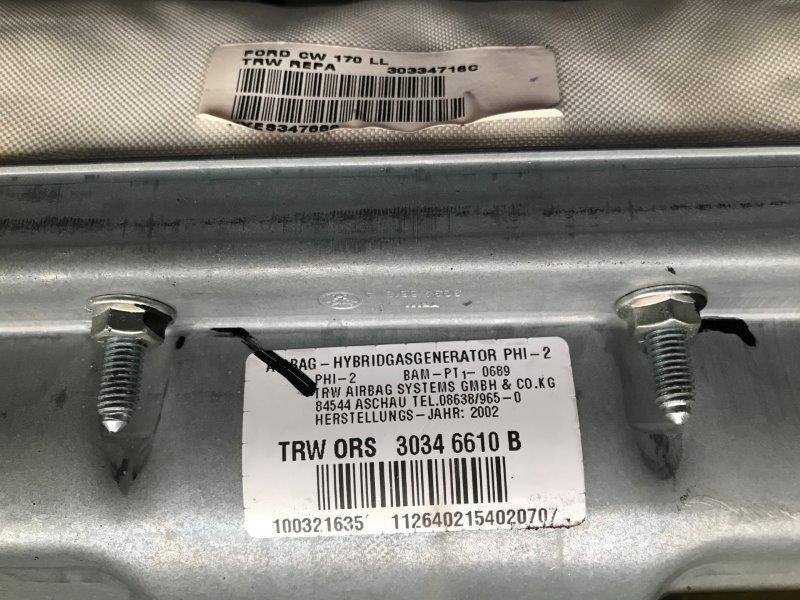 FORD CW 170 LL
TRW REPA 30334716C
AIRBAG - HYBRIDGASGENERATOR PHI - 2
PHI - 2 BAM - PT1- 0689
TRW AIRBAG SYSTEMS GMBH & CO.KG
84544 ASCHAU TEL.08638/965 - 0
HERSTELLUNGS - JAHR: 2002
TRW ORS 3034 6610 B
100321635 1126402154020707